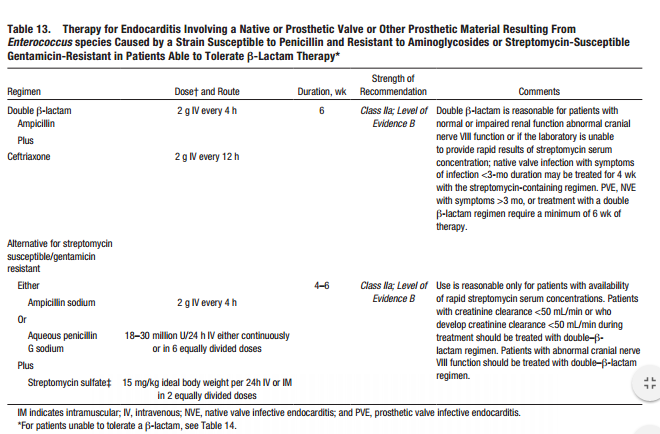 Table 13. Therapy for Endocarditis Involving a Native or Prosthetic Valve or Other Prosthetic Material Resulting From
Enterococcus species Caused by a Strain Susceptible to Penicillin and Resistant to Aminoglycosides or Streptomycin-Susceptible
Gentamicin-Resistant in Patients Able to Tolerate β-Lactam Therapy*
Strength of
Regimen Dose† and Route Duration, wk Recommendation Comments
Double β-lactam 2 g IV every 4 h 6 Class IIa; Level of Double β-lactam is reasonable for patients with
Ampicillin Evidence B normal or impaired renal function abnormal cranial
Plus nerve VIII function or if the laboratory is unable
to provide rapid results of streptomycin serum
Ceftriaxone 2 g IV every 12 h concentration; native valve infection with symptoms
of infection <3-mo duration may be treated for 4 wk
with the streptomycin-containing regimen. PVE, NVE
with symptoms >3 mo, or treatment with a double
β-lactam regimen require a minimum of 6 wk of
therapy.
Alternative for streptomycin
susceptible/gentamicin
resistant
Either 4–6 Class IIa; Level of Use is reasonable only for patients with availability
Ampicillin sodium 2 g IV every 4 h Evidence B of rapid streptomycin serum concentrations. Patients
with creatinine clearance <50 mL/min or who
Or develop creatinine clearance <50 mL/min during
Aqueous penicillin 18–30 million U/24 h IV either continuously treatment should be treated with double–β-
G sodium or in 6 equally divided doses lactam regimen. Patients with abnormal cranial nerve
Plus VIII function should be treated with double–β-lactam
regimen.
Streptomycin sulfate‡ 15 mg/kg ideal body weight per 24h IV or IM
in 2 equally divided doses
IM indicates intramuscular; IV, intravenous; NVE, native valve infective endocarditis; and PVE, prosthetic valve infective endocarditis.
*For patients unable to tolerate a β-lactam, see Table 14.